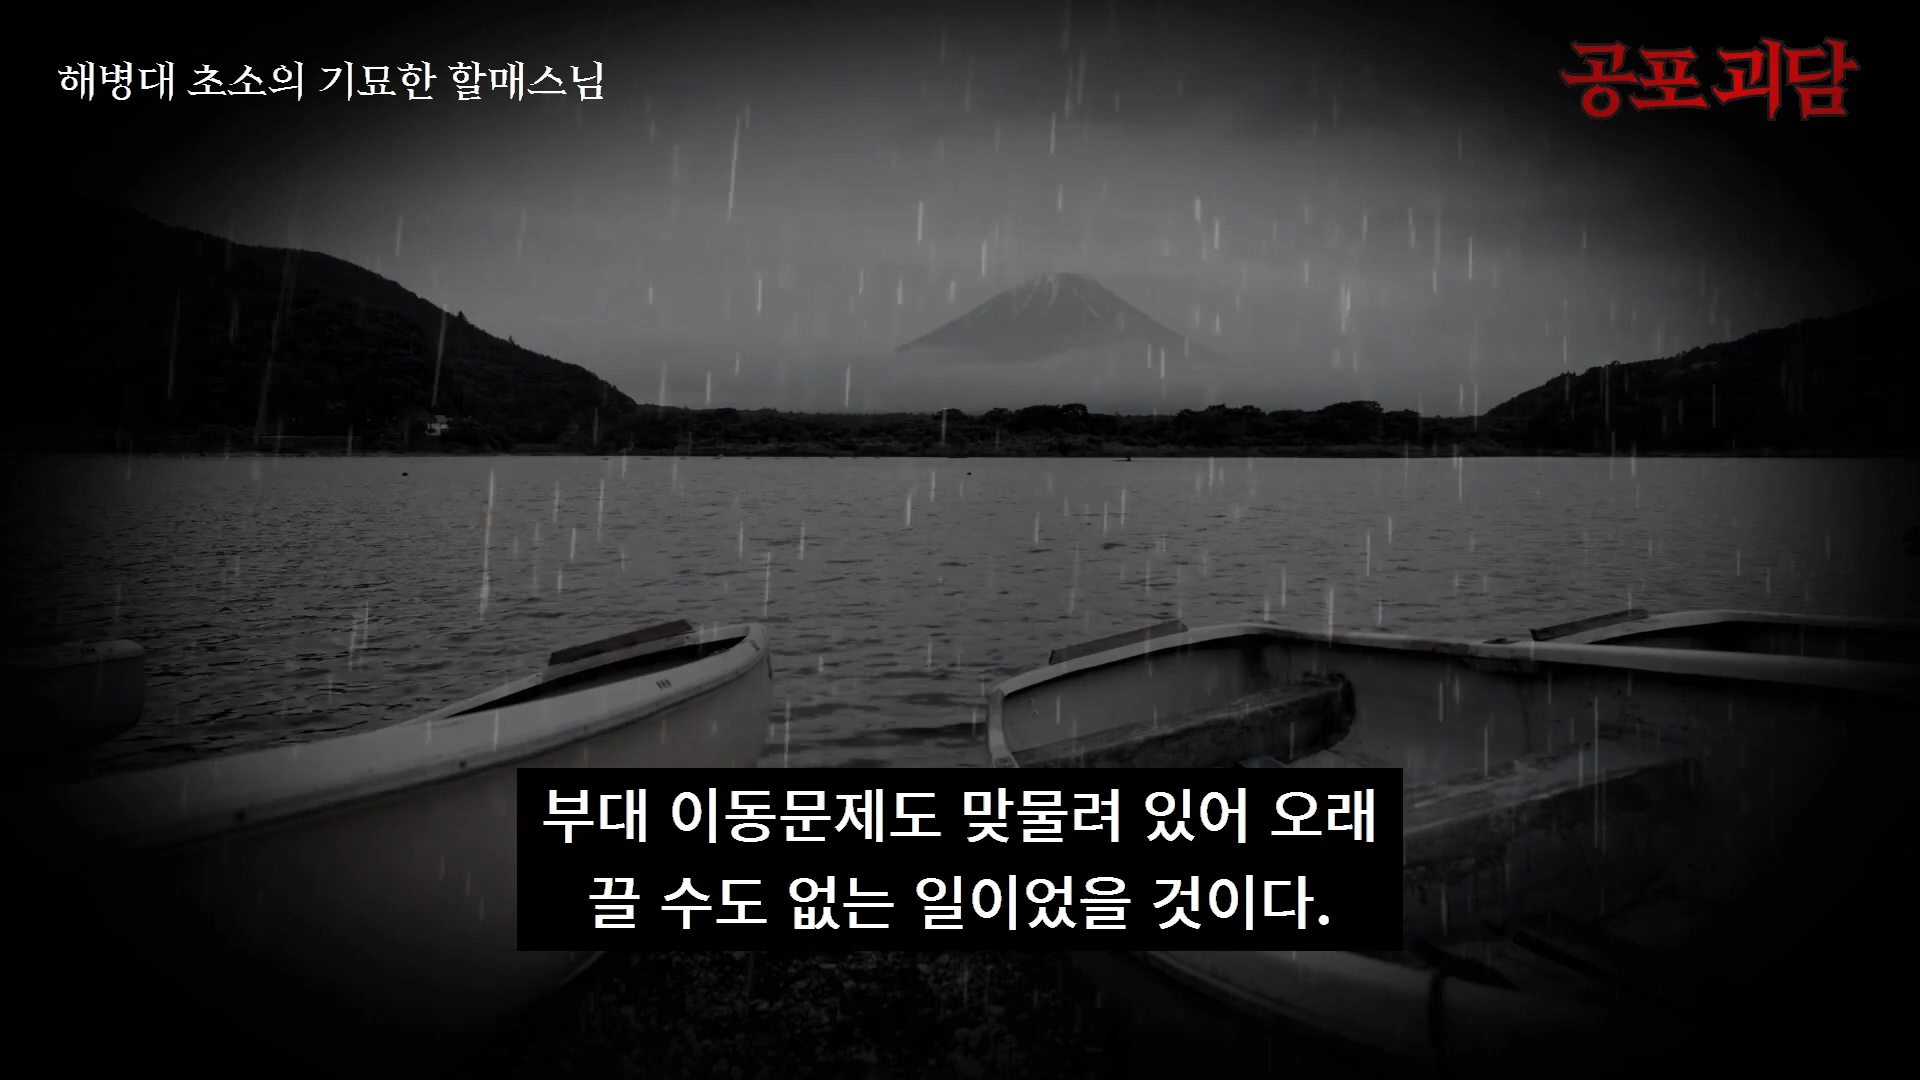 해병대 초소의 기묘한 할매스님
공포괴담
부대 이동문제도 맞물려 있어 오래
끌 수도 없는 일이었을 것이다.